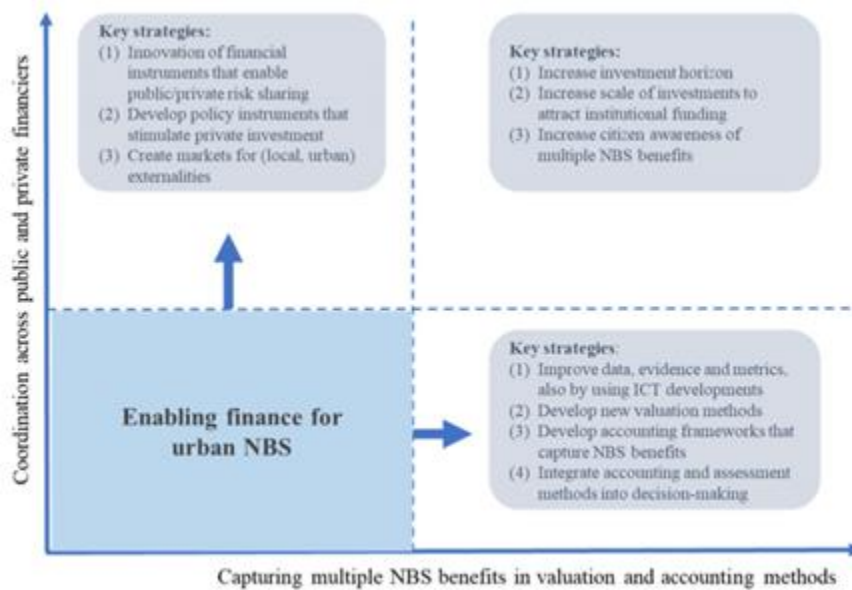 Key strategies:
(1) Innovation of financial
instruments that enable
public/private risk sharing
(2) Develop policy instruments that
stimulate private investment
(3) Create markets for (local, urban)
externalities
Key strategies:
(1) Increase investment horizon
(2) Increase scale of investments to
attract institutional funding
(3) Increase citizen awareness of
multiple NBS benefits
Coordination across public and private financiers
Enabling finance for
urban NBS
Key strategies:
(1) Improve data, evidence and metrics,
also by using ICT developments
(2) Develop new valuation methods
(3) Develop accounting frameworks that
capture NBS benefits
(4) Integrate accounting and assessment
methods into decision-making
Capturing multiple NBS benefits in valuation and accounting methods